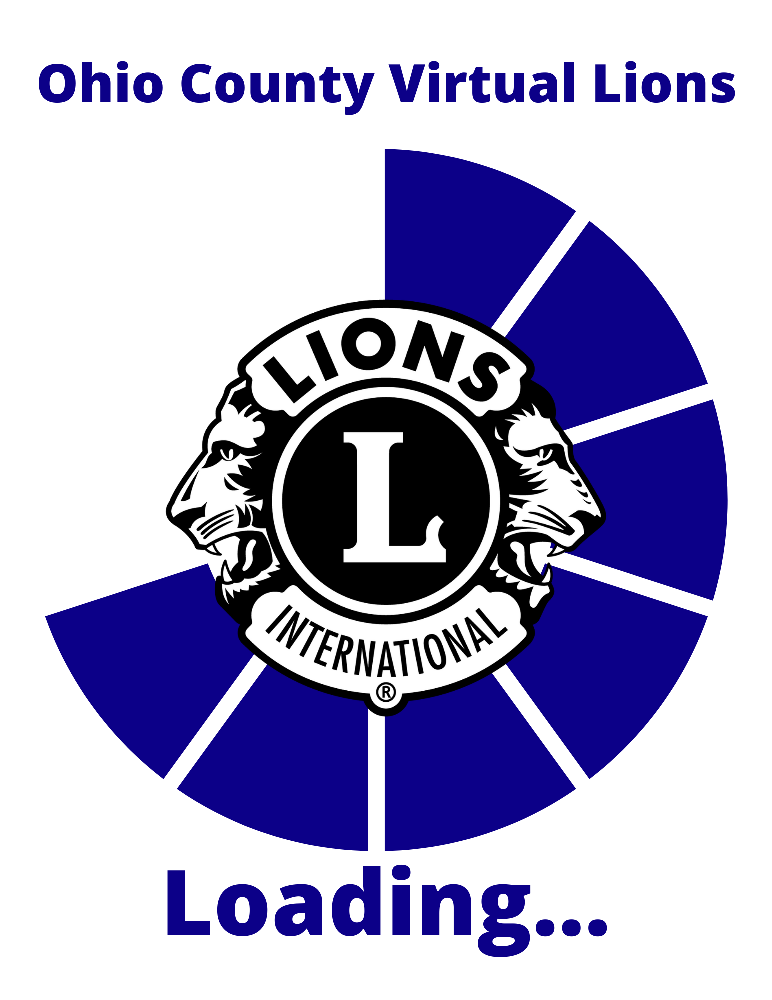 Ohio County Virtual Lions
LIONS
L
INTERNATIONAL
®
Loading...